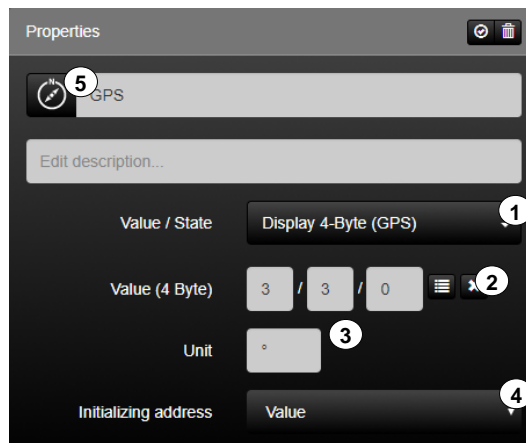 Properties
N
5
GPS
Edit description...
1
Value / State Display 4-Byte (GPS)
2
Value (4 Byte) 3 / 3 / 0
3
Unit °
4
Initializing address Value